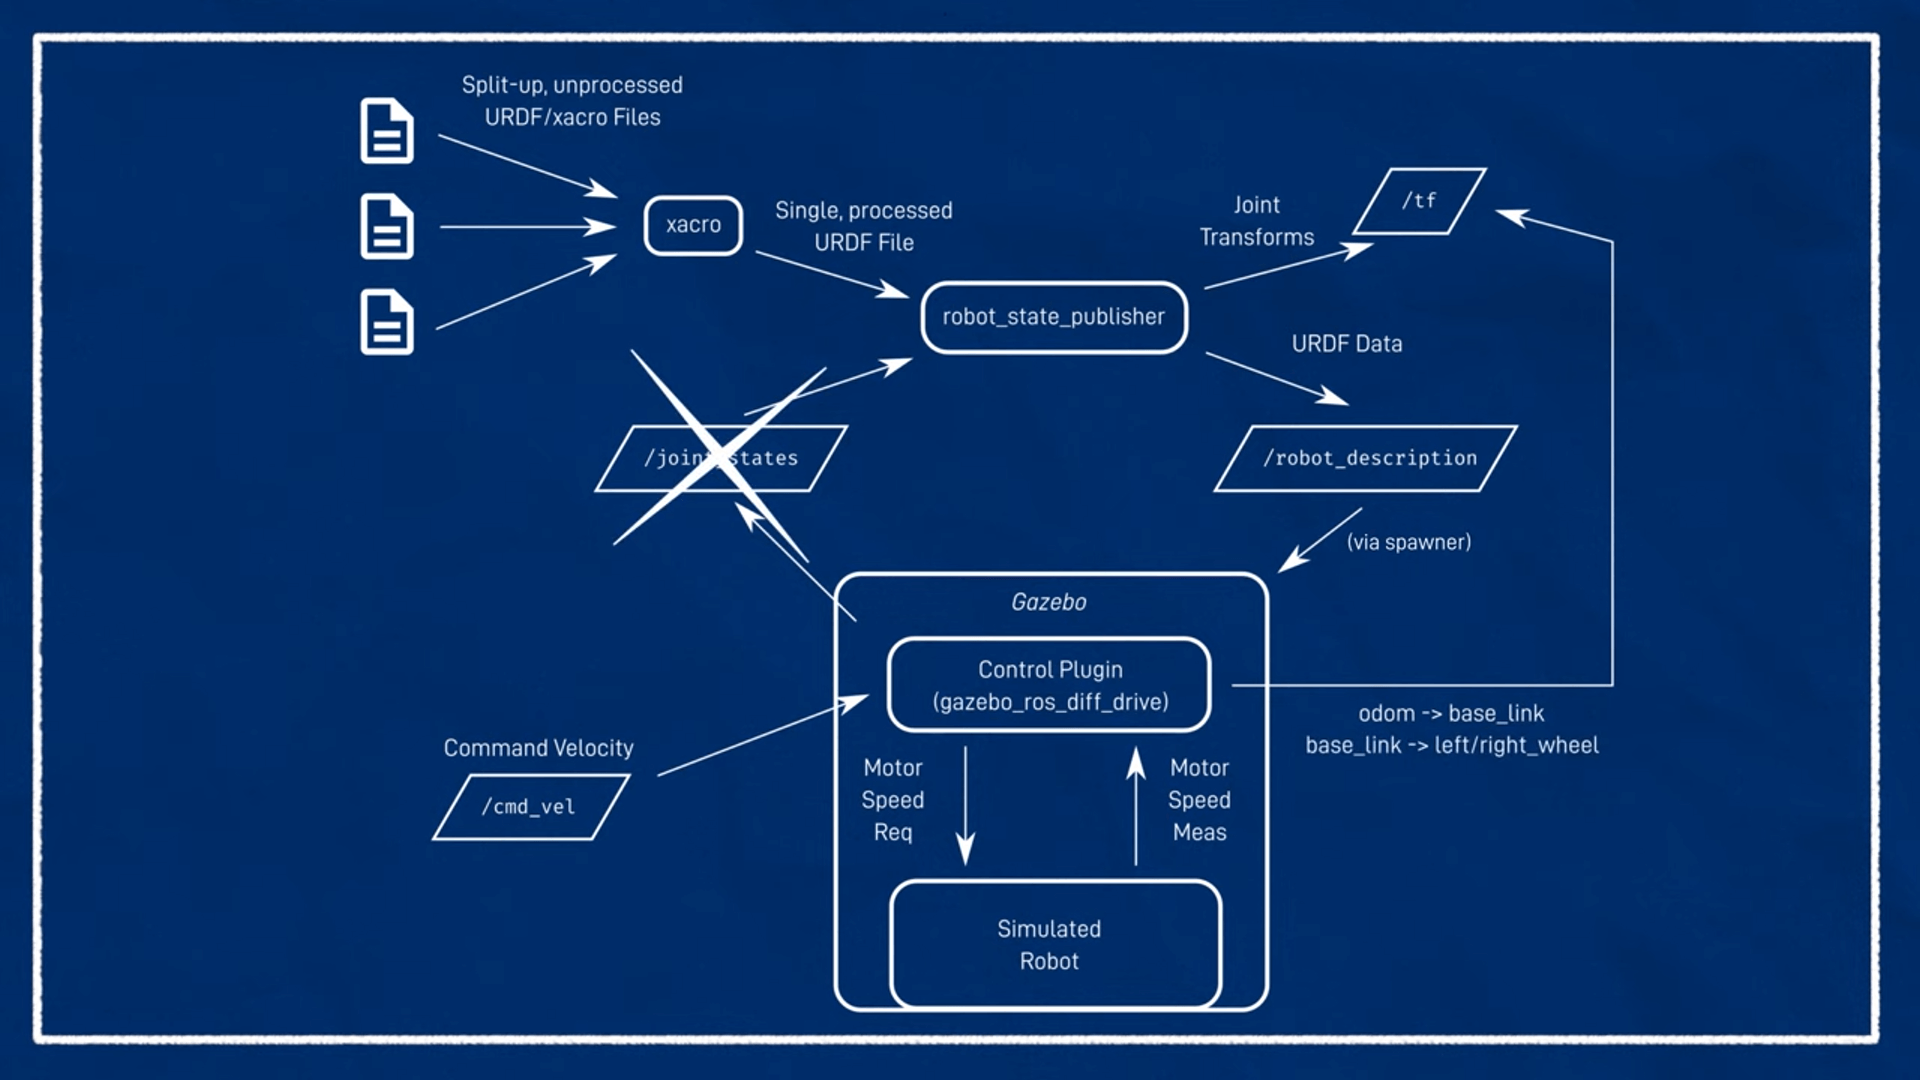 Split-up, unprocessed
URDF/xacro Files
xacro
Single, processed
URDF File
robot_state_publisher
Joint
Transforms
/tf
URDF Data
/joint_states
/robot_description
(via spawner)
Gazebo
Control Plugin
(gazebo_ros_diff_drive)
odom -> base_link
base_link -> left/right_wheel
Command Velocity
/cmd_vel
Motor
Speed
Req
Motor
Speed
Meas
Simulated
Robot